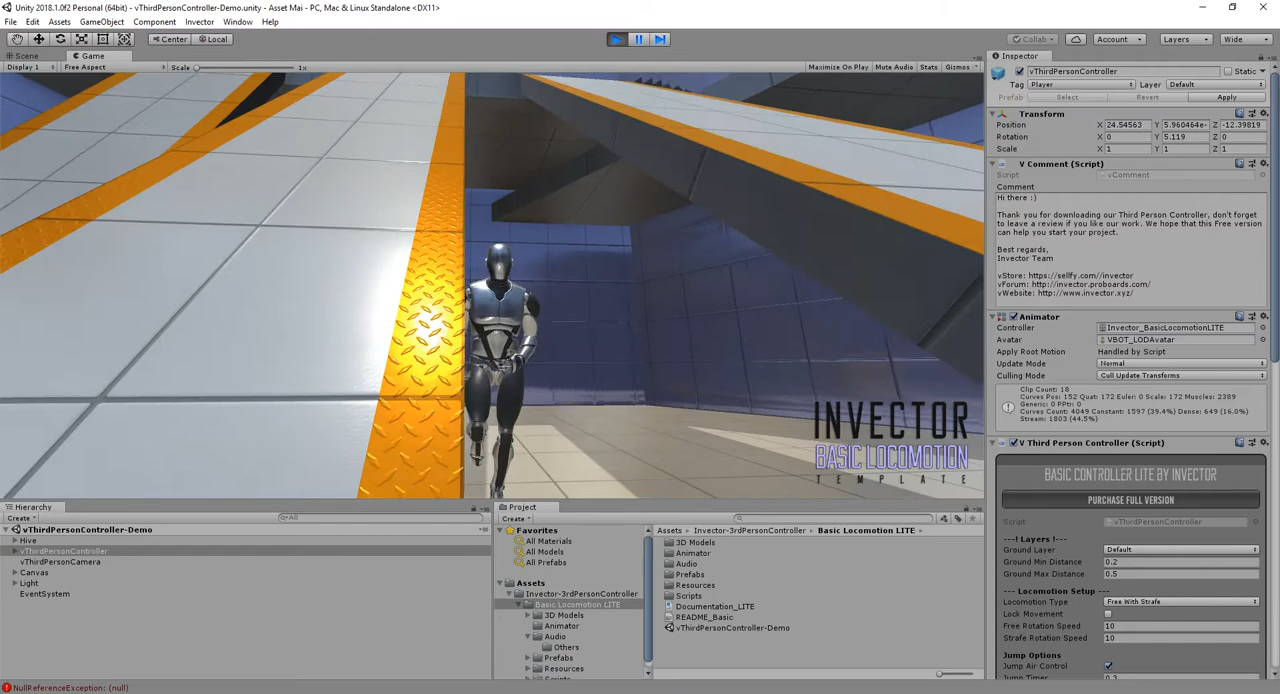 Unity 2018.1.0f2 Personal (64bit) - vThirdPersonController-Demo.unity - Asset Mai - PC, Mac & Linux Standalone <DX11>
File Edit Assets GameObject Component Invector Window Help
Center Local Collab Account Layers Wide
Scene Game
Display 1 Free Aspect Scale 1x Maximize On Play Mute Audio Stats Gizmos
INVECTOR
BASIC LOCOMOTION
TEMPLATE
Inspector
vThirdPersonController Static
Tag Player Layer Default
Prefab Select Revert Apply
Transform
Position X 24.54563 Y 5.960464e- Z -12.39819
Rotation X 0 Y 5.119 Z 0
Scale X 1 Y 1 Z 1
V Comment (Script)
Script vComment
Comment
Hi there :)
Thank you for downloading our Third Person Controller, don't forget
to leave a review if you like our work. We hope that this Free version
can help you start your project.
Best regards,
Invector Team
vStore: https://sellfy.com//invector
vForum: http://invector.proboards.com/
vWebsite: http://www.invector.xyz/
Animator
Controller Invector_BasicLocomotionLITE
Avatar VBOT_LODAvatar
Apply Root Motion Handled by Script
Update Mode Normal
Culling Mode Cull Update Transforms
Clip Count: 18
Curves Pos: 152 Quat: 172 Euler: 0 Scale: 172 Muscles: 2389
Generic: 0 PPtr: 0
Curves Count: 4049 Constant: 1597 (39.4%) Dense: 649 (16.0%)
Stream: 1803 (44.5%)
V Third Person Controller (Script)
BASIC CONTROLLER LITE BY INVECTOR
PURCHASE FULL VERSION
Script vThirdPersonController
---! Layers !---
Ground Layer Default
Ground Min Distance 0.2
Ground Max Distance 0.5
--- Locomotion Setup ---
Locomotion Type Free With Strafe
Lock Movement
Free Rotation Speed 10
Strafe Rotation Speed 10
Jump Options
Jump Air Control
Jump Timer 0.3
Hierarchy
Create All
vThirdPersonController-Demo
Hive
vThirdPersonController
vThirdPersonCamera
Canvas
Light
EventSystem
Project
Create
Favorites
All Materials
All Models
All Prefabs
Assets
Invector-3rdPersonController
Basic Locomotion LITE
3D Models
Animator
Audio
Others
Prefabs
Resources
Scripts
Assets Invector-3rdPersonController Basic Locomotion LITE
3D Models
Animator
Audio
Prefabs
Resources
Scripts
Documentation_LITE
README_Basic
vThirdPersonController-Demo
NullReferenceException: (null)